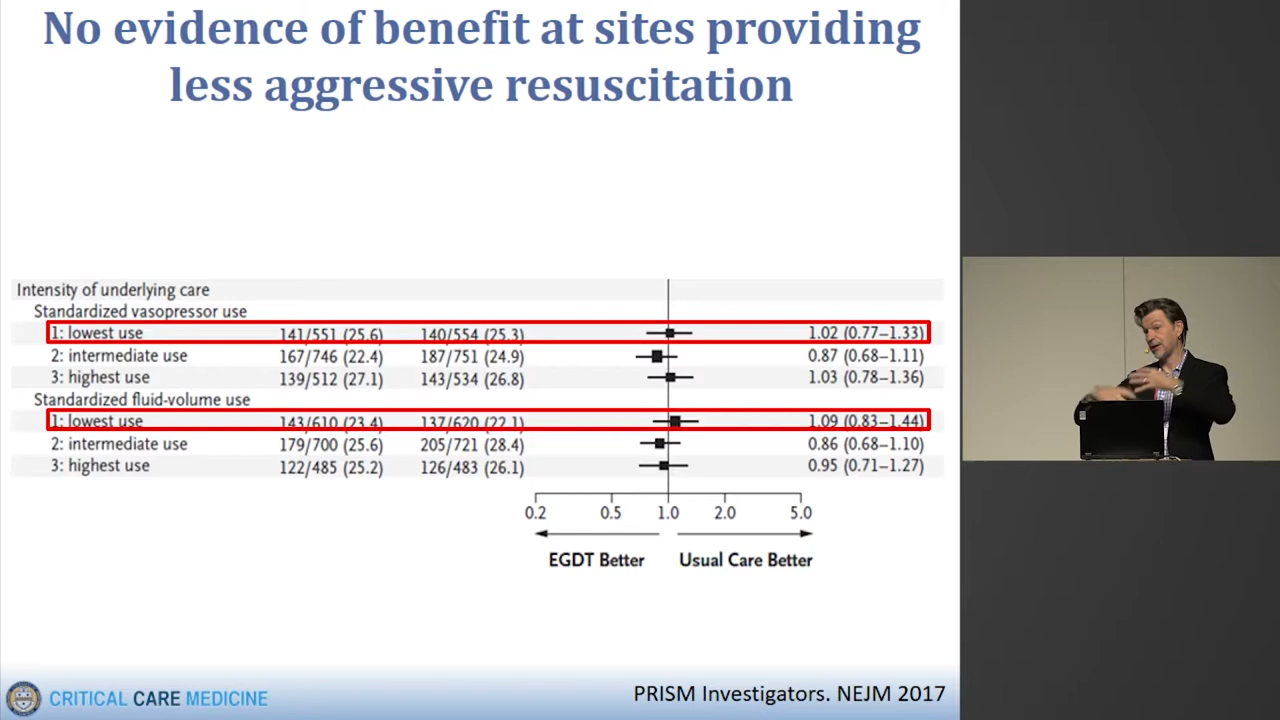 No evidence of benefit at sites providing
less aggressive resuscitation
Intensity of underlying care
Standardized vasopressor use
1: lowest use 141/551 (25.6) 140/554 (25.3) 1.02 (0.77–1.33)
2: intermediate use 167/746 (22.4) 187/751 (24.9) 0.87 (0.68–1.11)
3: highest use 139/512 (27.1) 143/534 (26.8) 1.03 (0.78–1.36)
Standardized fluid-volume use
1: lowest use 143/610 (23.4) 137/620 (22.1) 1.09 (0.83–1.44)
2: intermediate use 179/700 (25.6) 205/721 (28.4) 0.86 (0.68–1.10)
3: highest use 122/485 (25.2) 126/483 (26.1) 0.95 (0.71–1.27)
0.2 0.5 1.0 2.0 5.0
EGDT Better Usual Care Better
CRITICAL CARE MEDICINE
PRISM Investigators. NEJM 2017